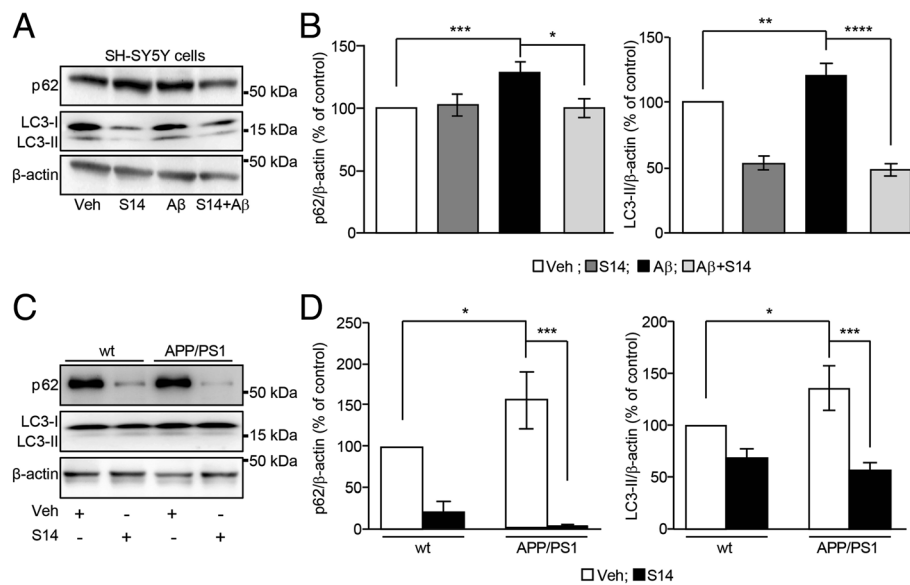 A
SH-SY5Y cells
p62
50 kDa
LC3-I
15 kDa
LC3-II
50 kDa
β-actin
Veh S14 Aβ S14+Aβ
B
p62/β-actin (% of control)
150
100
50
0
*** *
LC3-II/β-actin (% of control)
150
100
50
0
** ****
Veh ; S14; Aβ; Aβ+S14
C
wt APP/PS1
p62
50 kDa
LC3-I
LC3-II
15 kDa
50 kDa
β-actin
Veh + - + -
S14 - + - +
D
p62/β-actin (% of control)
250
200
150
100
50
0
* ***
wt APP/PS1
LC3-II/β-actin (% of control)
200
150
100
50
0
* ***
wt APP/PS1
Veh; S14